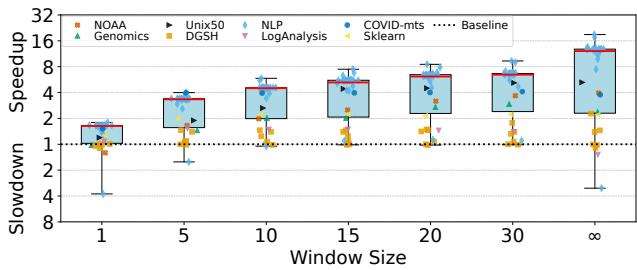 NOAA Unix50 NLP COVID-mts Baseline
Genomics DGSH LogAnalysis Sklearn
Speedup
Slowdown
32
16
8
4
2
1
2
4
8
1 5 10 15 20 30 ∞
Window Size